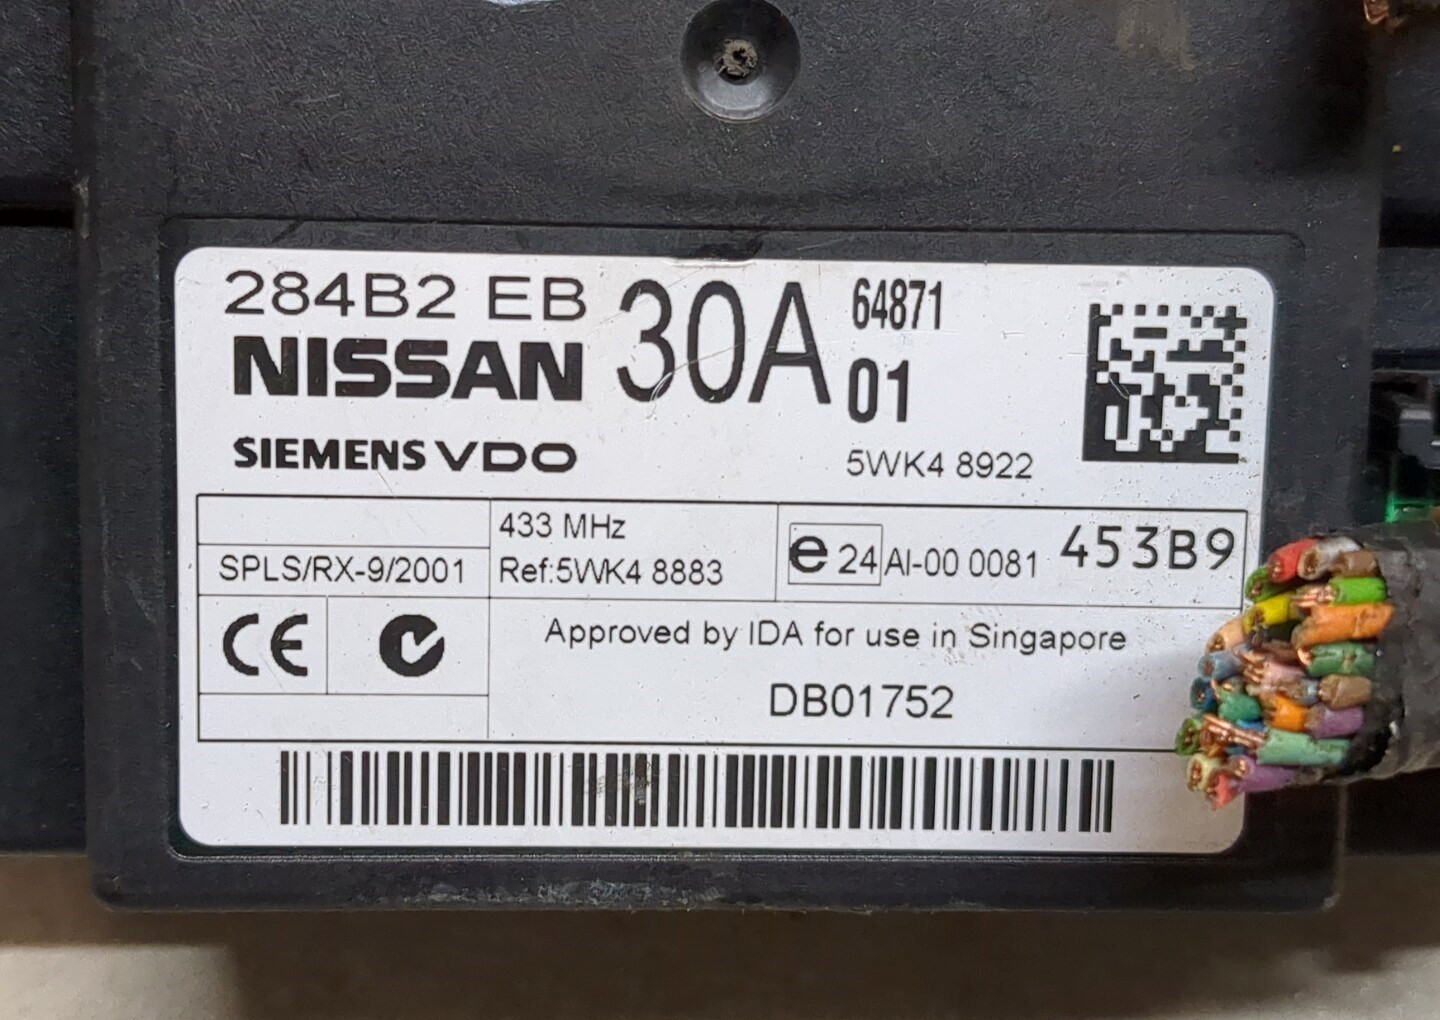 284B2 EB 30A 64871
NISSAN 01
SIEMENS VDO 5WK4 8922
433 MHz
SPLS/RX-9/2001 Ref:5WK4 8883 e 24 AI-00 0081 453B9
CE Approved by IDA for use in Singapore
DB01752